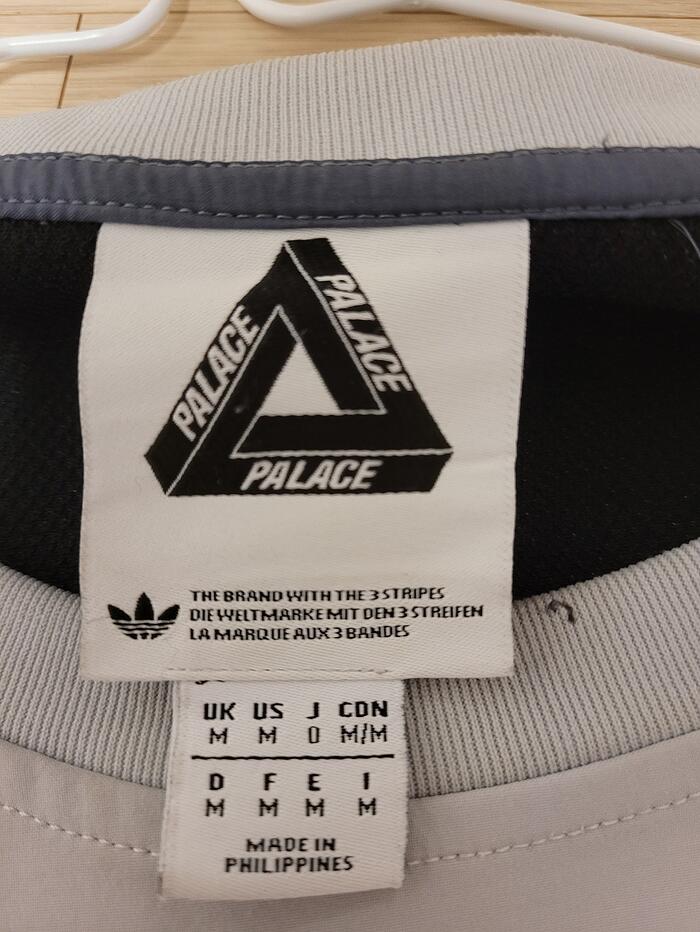 PALACE
PALACE
PALACE
THE BRAND WITH THE 3 STRIPES
DIE WELTMARKE MIT DEN 3 STREIFEN
LA MARQUE AUX 3 BANDES
UK US J CDN
M M O M/M
D F E I
M M M M
MADE IN
PHILIPPINES